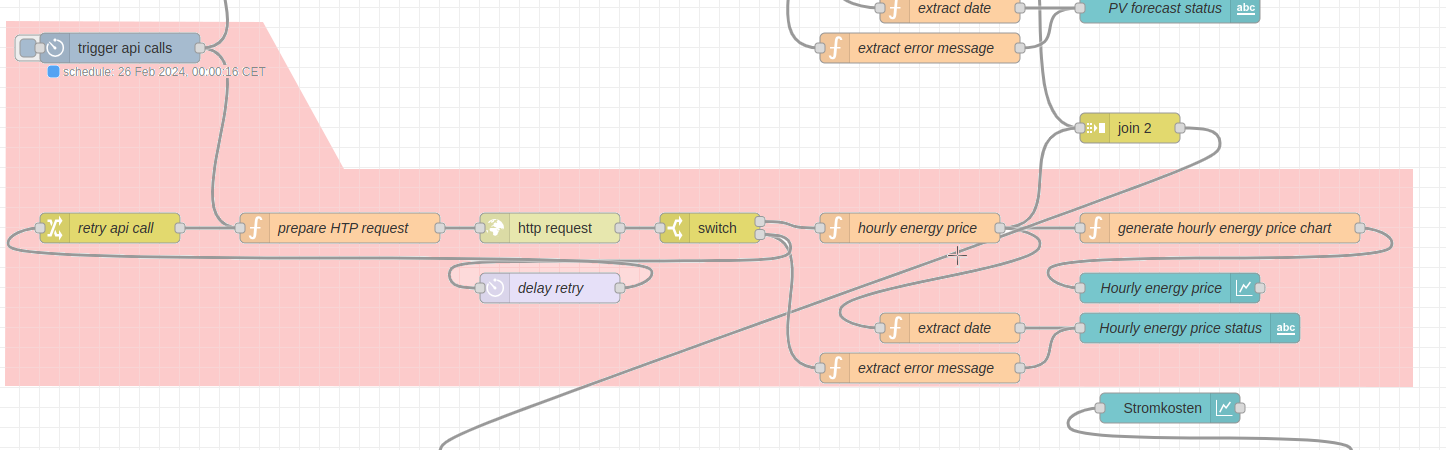 extract date
PV forecast status
abc
trigger api calls
extract error message
schedule: 26 Feb 2024, 00:00:16 CET
join 2
retry api call
prepare HTTP request
http request
switch
hourly energy price
generate hourly energy price chart
delay retry
Hourly energy price
extract date
Hourly energy price status
abc
extract error message
Stromkosten